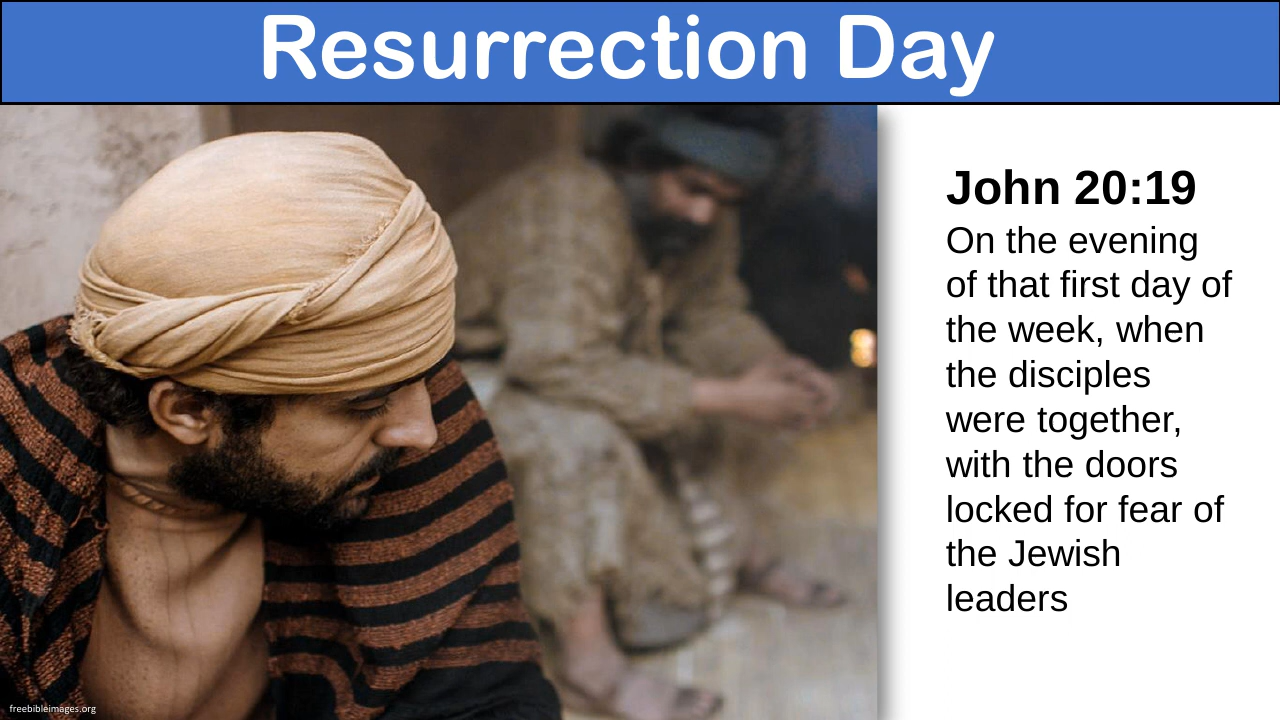 Resurrection Day
John 20:19
On the evening
of that first day of
the week, when
the disciples
were together,
with the doors
locked for fear of
the Jewish
leaders
freebibleimages.org